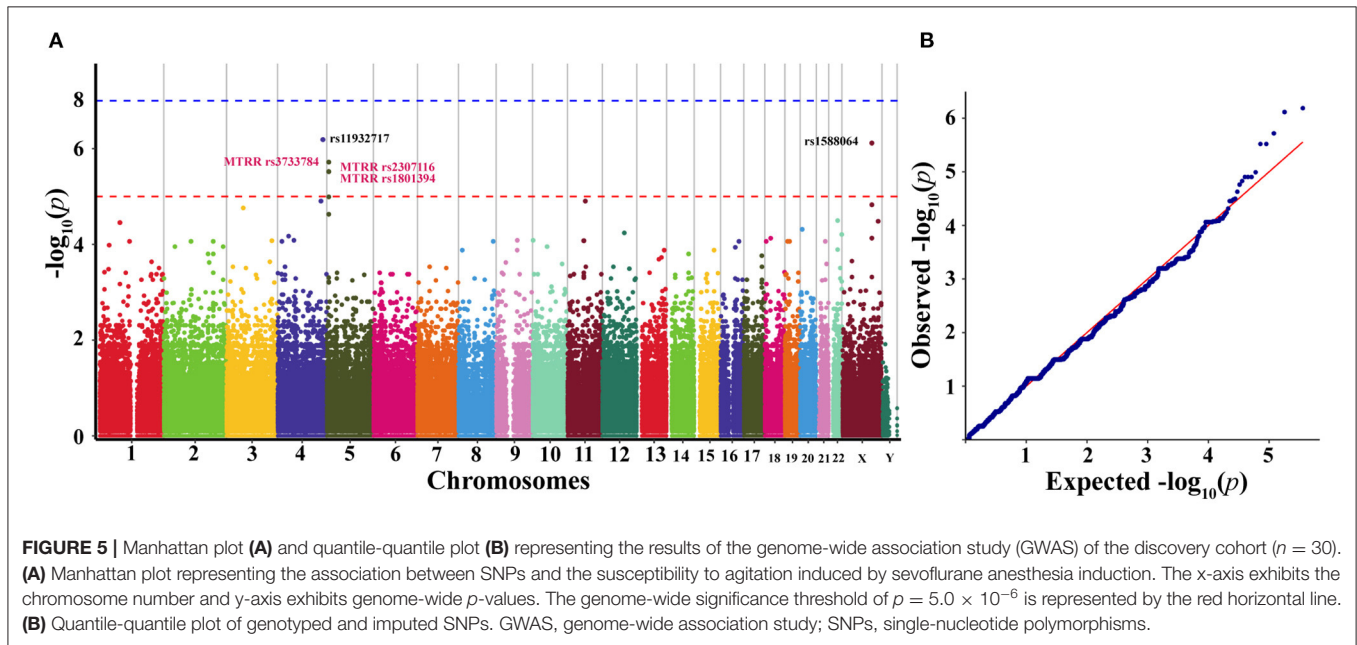 A
B
-log10(p)
8
6
4
2
0
rs11932717
MTRR rs3733784
MTRR rs2307116
MTRR rs1801394
rs1588064
1 2 3 4 5 6 7 8 9 10 11 12 13 14 15 16 17 18 19 20 21 22 X Y
Chromosomes
Observed -log10(p)
6
5
4
3
2
1
1 2 3 4 5
Expected -log10(p)
FIGURE 5 | Manhattan plot (A) and quantile-quantile plot (B) representing the results of the genome-wide association study (GWAS) of the discovery cohort (n = 30).
(A) Manhattan plot representing the association between SNPs and the susceptibility to agitation induced by sevoflurane anesthesia induction. The x-axis exhibits the
chromosome number and y-axis exhibits genome-wide p-values. The genome-wide significance threshold of p = 5.0 × 10−6 is represented by the red horizontal line.
(B) Quantile-quantile plot of genotyped and imputed SNPs. GWAS, genome-wide association study; SNPs, single-nucleotide polymorphisms.